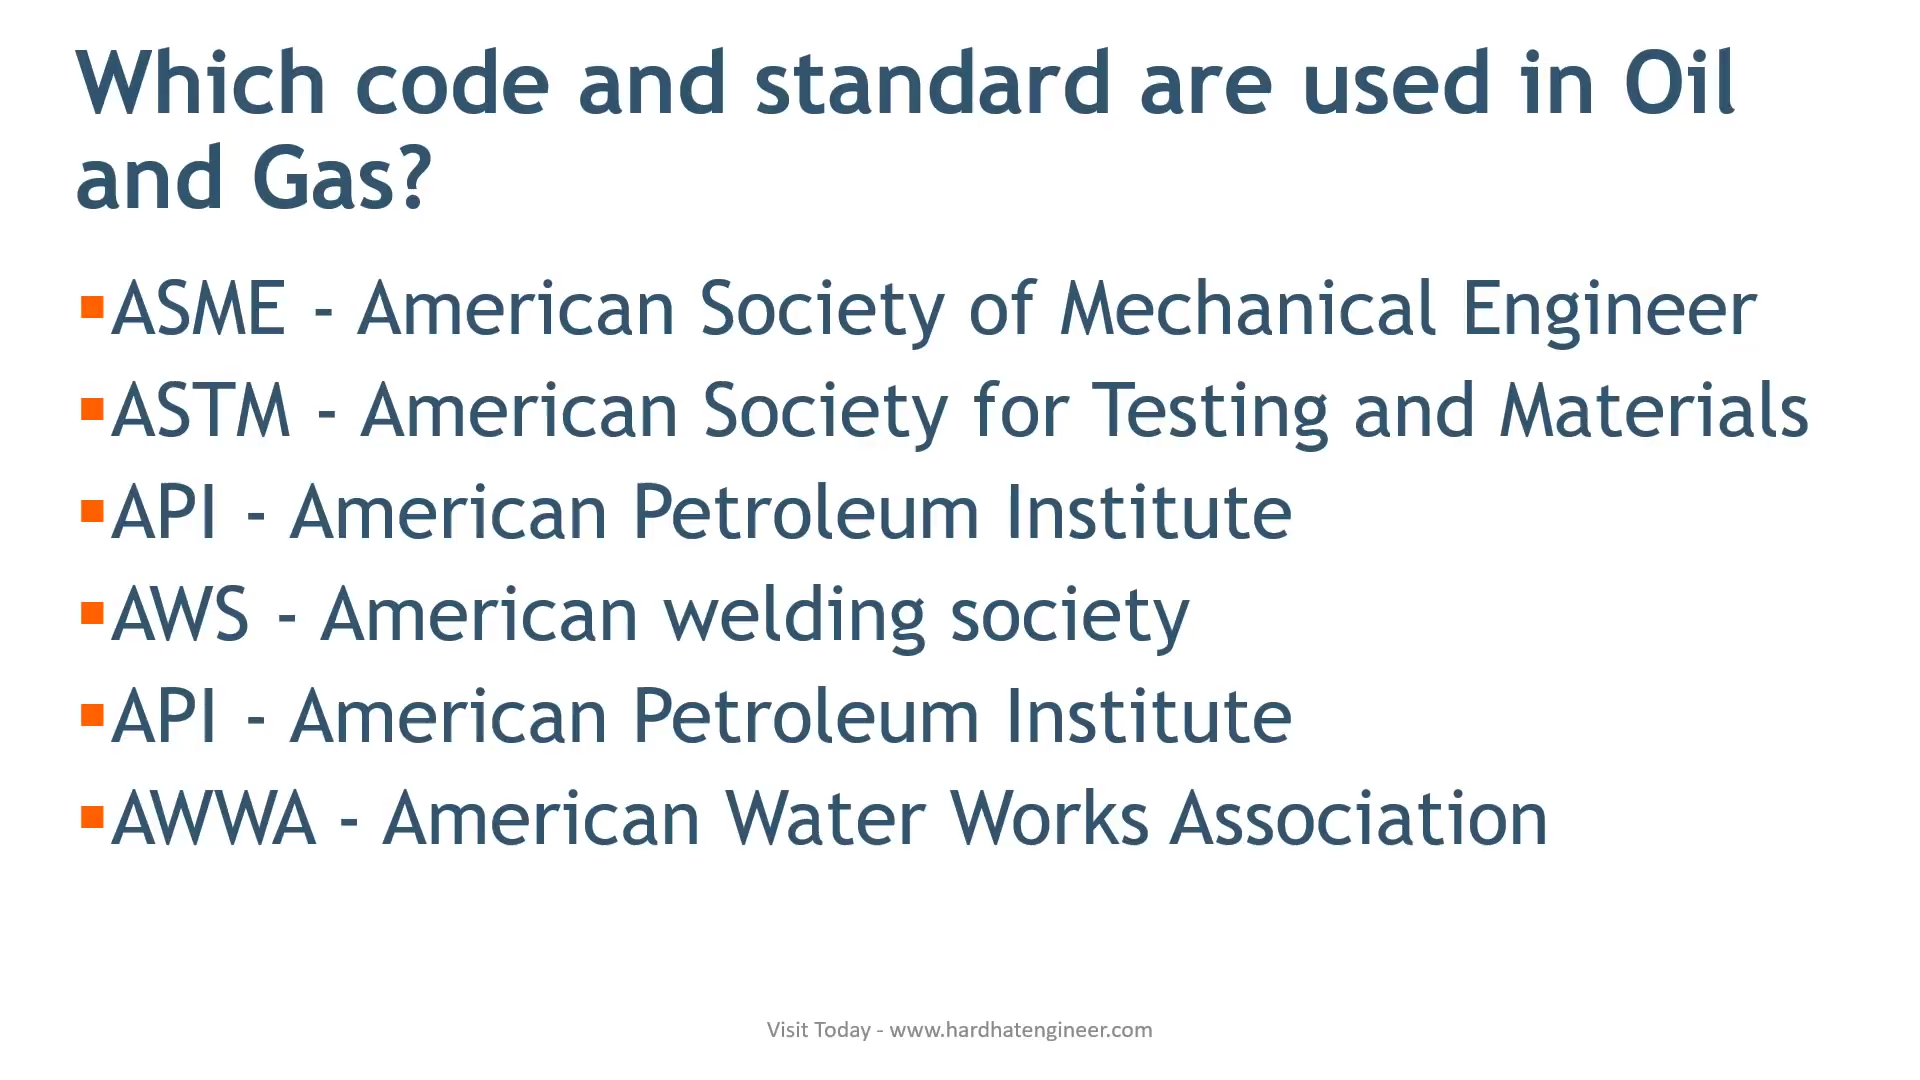 Which code and standard are used in Oil
and Gas?
▪ASME - American Society of Mechanical Engineer
▪ASTM - American Society for Testing and Materials
▪API - American Petroleum Institute
▪AWS - American welding society
▪API - American Petroleum Institute
▪AWWA - American Water Works Association
Visit Today - www.hardhatengineer.com